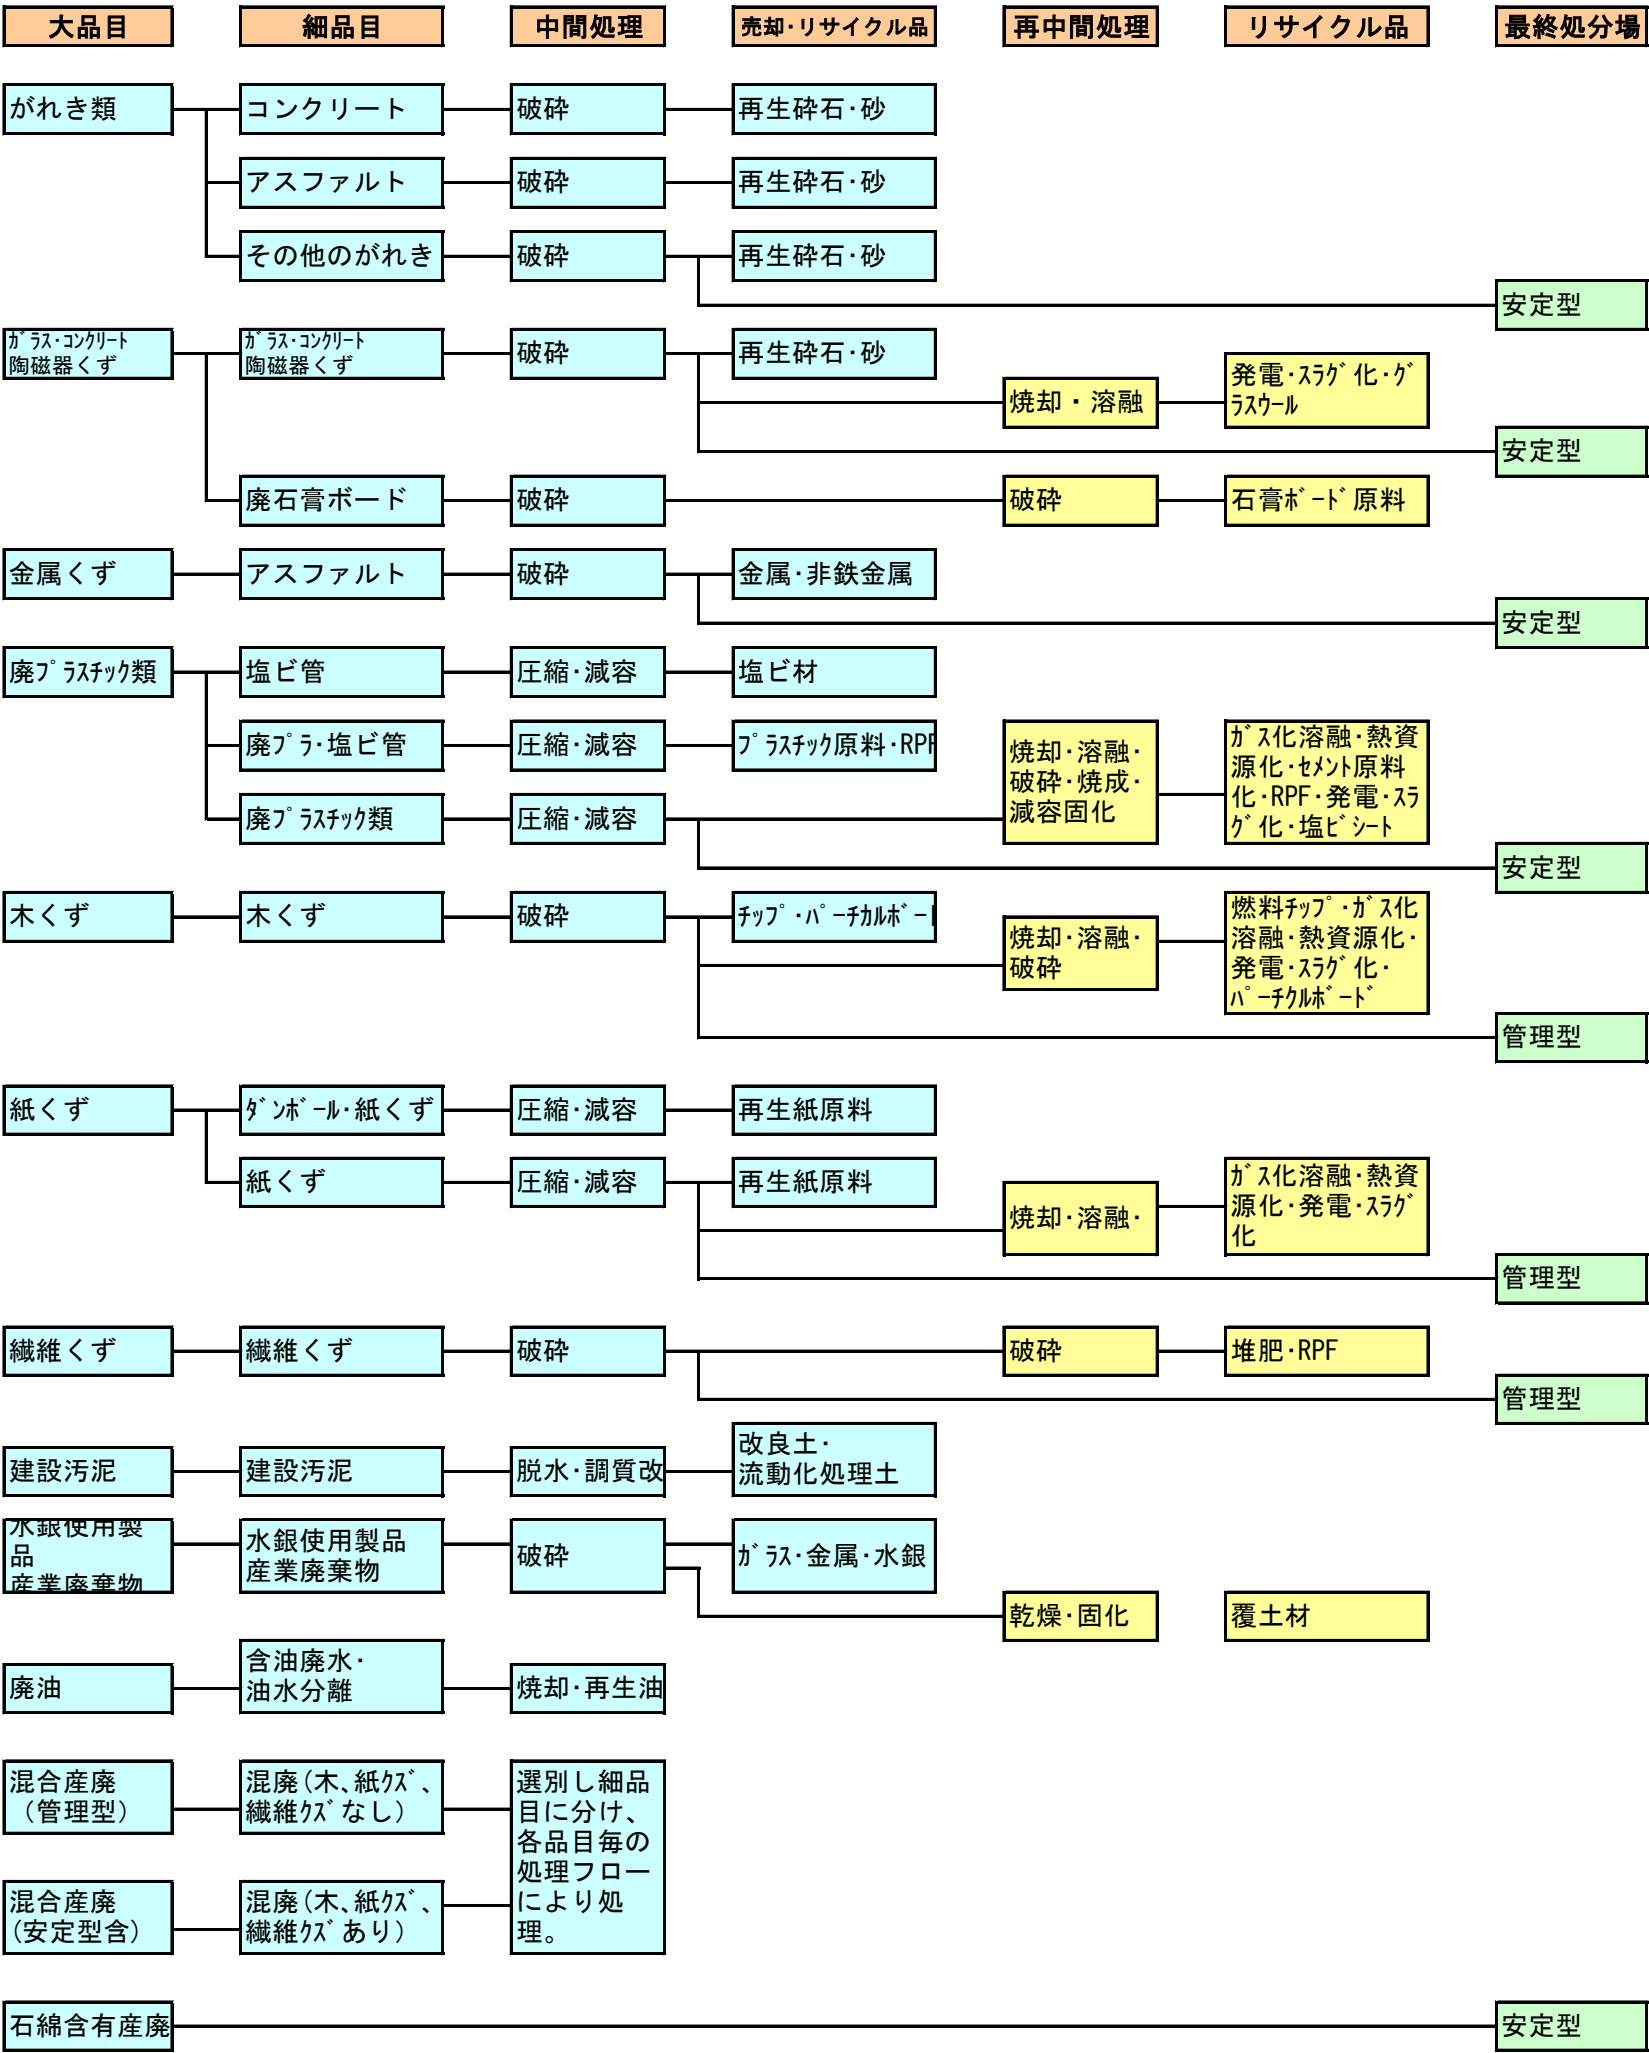 大品目
細品目
中間処理
売却・リサイクル品
再中間処理
リサイクル品
最終処分場
がれき類
コンクリート
破砕
再生砕石・砂
アスファルト
破砕
再生砕石・砂
その他のがれき
破砕
再生砕石・砂
安定型
ｶﾞﾗｽ・ｺﾝｸﾘｰﾄ
陶磁器くず
ｶﾞﾗｽ・ｺﾝｸﾘｰﾄ
陶磁器くず
破砕
再生砕石・砂
焼却・溶融
発電・ｽﾗｸﾞ化・ｸﾞ
ﾗｽｳｰﾙ
安定型
廃石膏ボード
破砕
破砕
石膏ﾎﾞｰﾄﾞ原料
金属くず
アスファルト
破砕
金属・非鉄金属
安定型
廃ﾌﾟﾗｽﾁｯｸ類
塩ビ管
圧縮・減容
塩ビ材
廃ﾌﾟﾗ・塩ビ管
圧縮・減容
ﾌﾟﾗｽﾁｯｸ原料・RPF
廃ﾌﾟﾗｽﾁｯｸ類
圧縮・減容
焼却・溶融・
破砕・焼成・
減容固化
ｶﾞｽ化溶融・熱資
源化・ｾﾒﾝﾄ原料
化・RPF・発電・ｽﾗ
ｸﾞ化・塩ﾋﾞｼｰﾄ
安定型
木くず
木くず
破砕
ﾁｯﾌﾟ・ﾊﾟｰﾁｶﾙﾎﾞｰ
焼却・溶融・
破砕
燃料ﾁｯﾌﾟ・ｶﾞｽ化
溶融・熱資源化・
発電・ｽﾗｸﾞ化・
ﾊﾟｰﾁｸﾙﾎﾞｰﾄﾞ
管理型
紙くず
ﾀﾞﾝﾎﾞｰﾙ・紙くず
圧縮・減容
再生紙原料
紙くず
圧縮・減容
再生紙原料
焼却・溶融・
ｶﾞｽ化溶融・熱資
源化・発電・ｽﾗｸﾞ
化
管理型
繊維くず
繊維くず
破砕
破砕
堆肥・RPF
管理型
建設汚泥
建設汚泥
脱水・調質改
改良土・
流動化処理土
水銀使用製
品
産業廃棄物
水銀使用製品
産業廃棄物
破砕
ｶﾞﾗｽ・金属・水銀
乾燥・固化
覆土材
廃油
含油廃水・
油水分離
焼却・再生油
混合産廃
（管理型）
混廃(木､紙ｸｽﾞ､
繊維ｸｽﾞなし)
選別し細品
目に分け、
各品目毎の
処理フロー
により処
理。
混合産廃
(安定型含)
混廃(木､紙ｸｽﾞ､
繊維ｸｽﾞあり)
石綿含有産廃
安定型